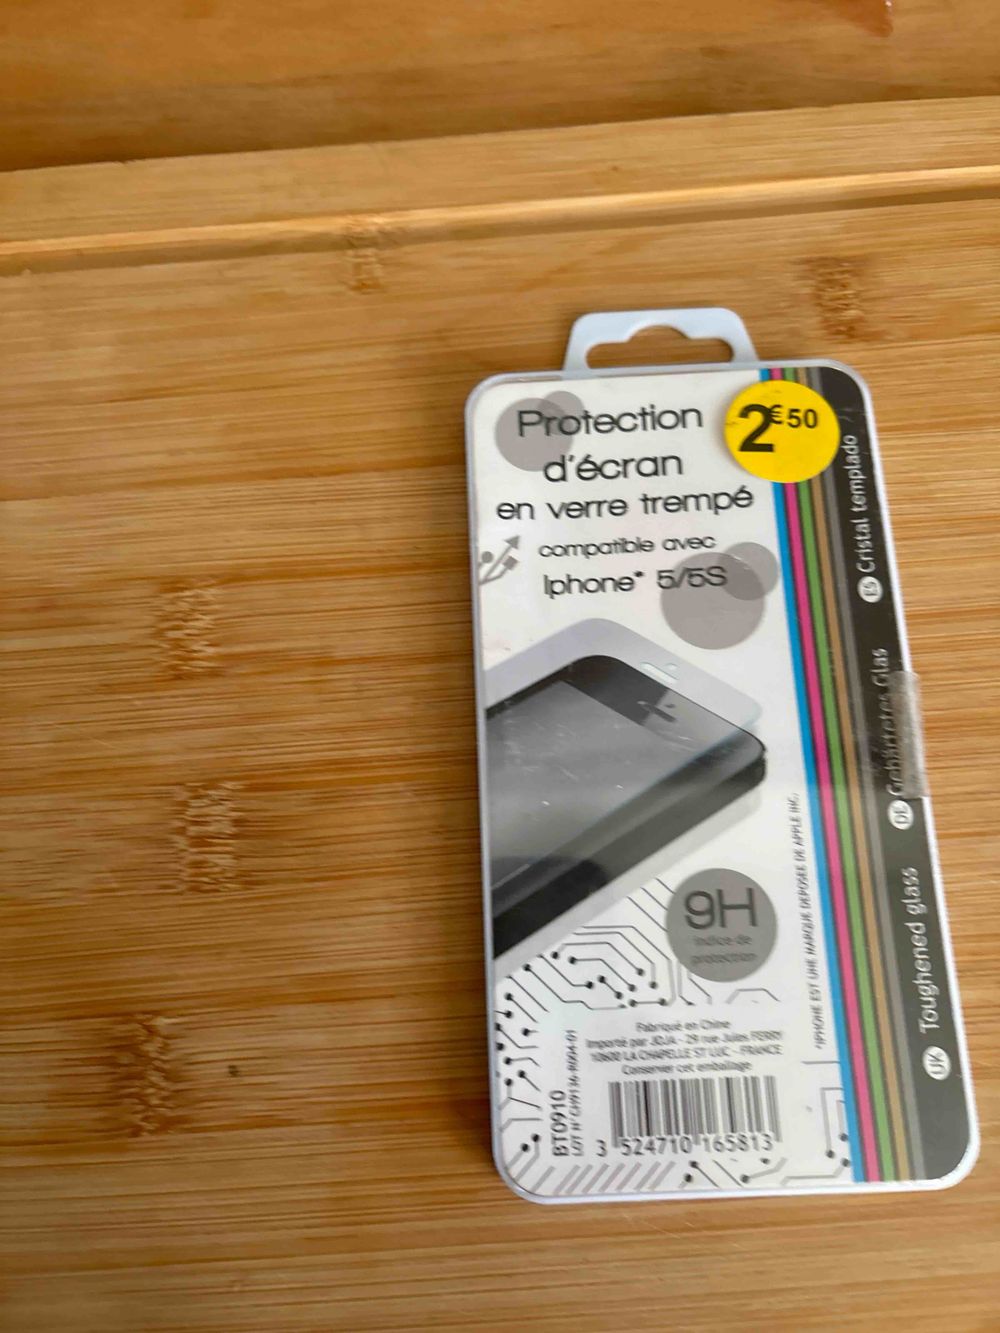 Protection
d'écran
en verre trempé
compatible avec
Iphone* 5/5S
2€50
9H
indice de
protection
Fabriqué en Chine
Importé par JOJA - 29 rue Jules FERRY
10600 LA CHAPELLE ST LUC - FRANCE
Conserver cet emballage
3 524710 165813
BT0910
*IPHONE EST UNE MARQUE DEPOSEE DE APPLE INC.
UK Toughened glass
DE Gehärtetes Glas
ES Cristal templado